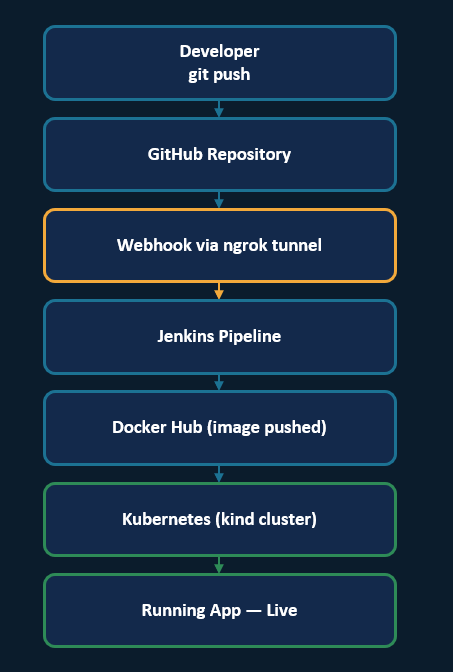 Developer
git push
GitHub Repository
Webhook via ngrok tunnel
Jenkins Pipeline
Docker Hub (image pushed)
Kubernetes (kind cluster)
Running App — Live